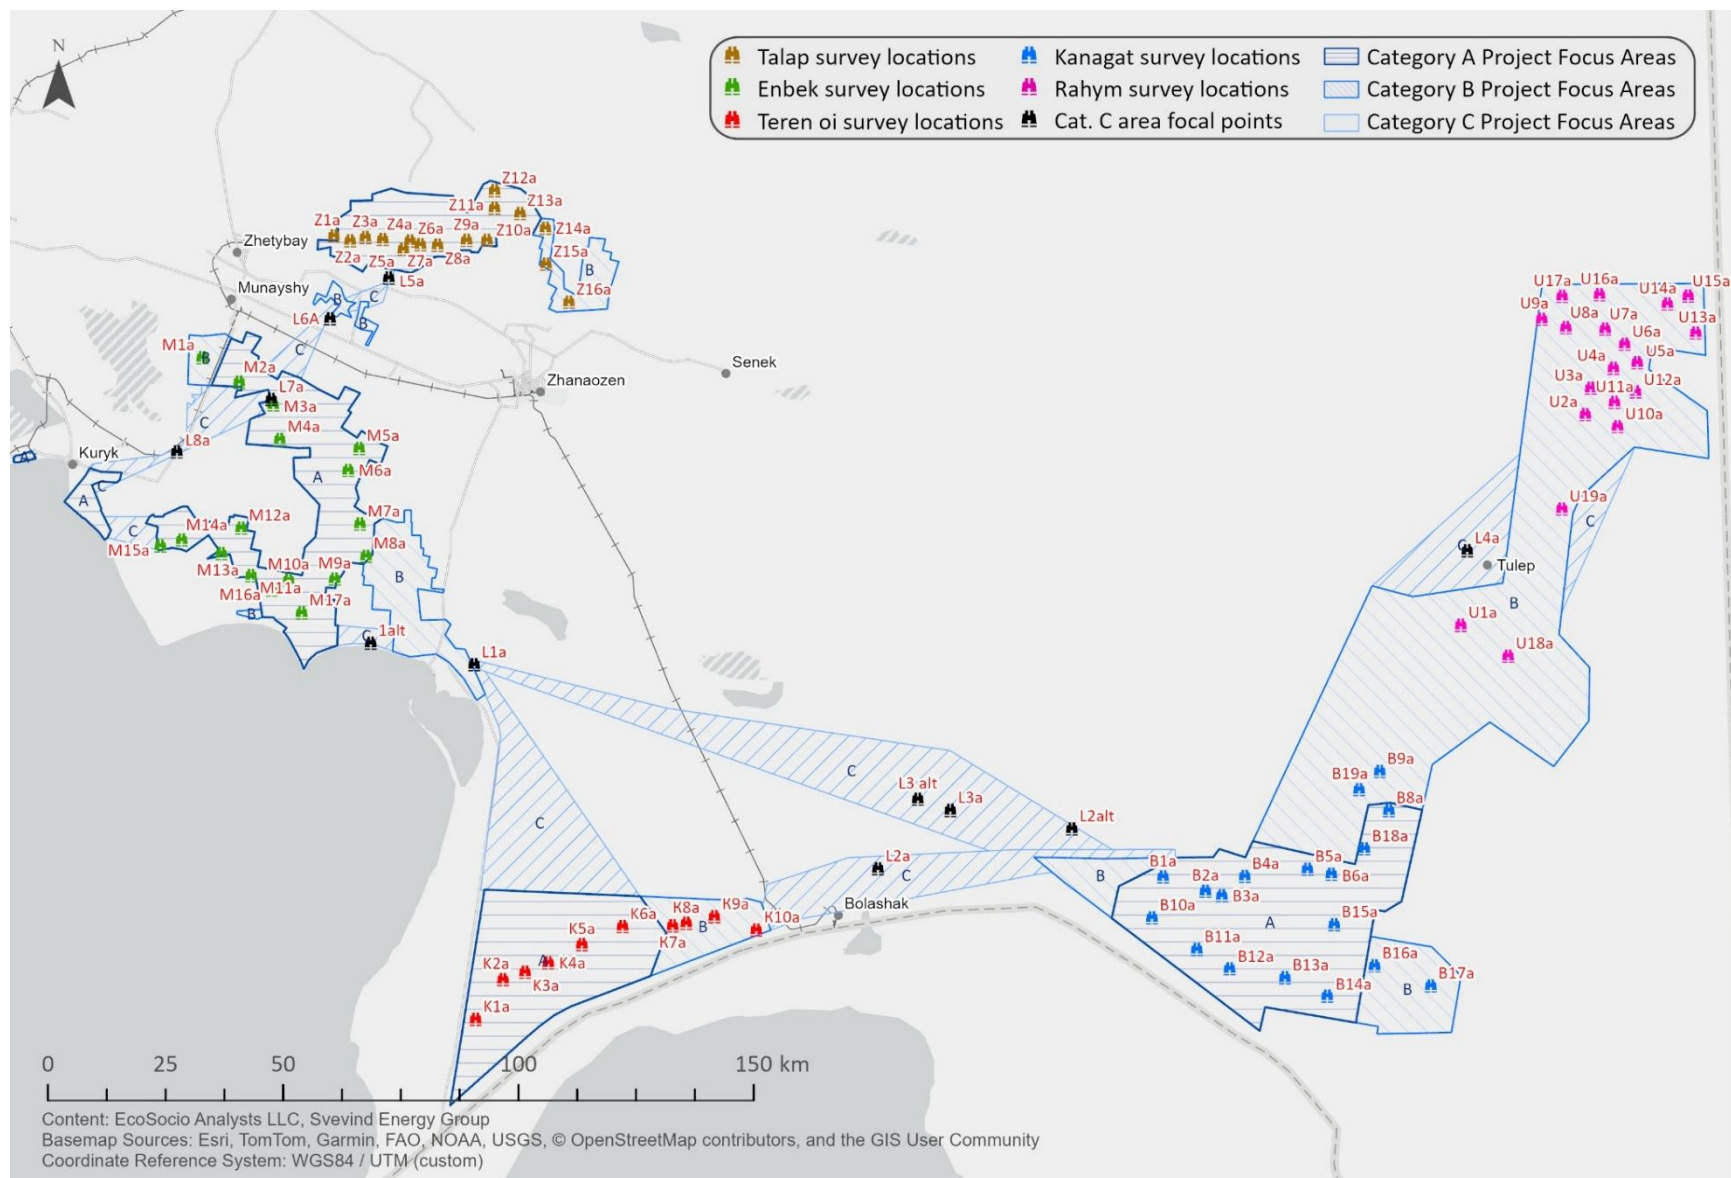 N
Talap survey locations
Enbek survey locations
Teren oi survey locations
Kanagat survey locations
Rahym survey locations
Cat. C area focal points
Category A Project Focus Areas
Category B Project Focus Areas
Category C Project Focus Areas
Z12a
Z11a
Z13a
Z1a
Z3a
Z4a
Z6a
Z9a
Z10a
Z14a
Z2a
Z5a
Z7a
Z8a
Z15a
Z16a
B
Zhetybay
Munayshy
L5a
B
C
L6A
B
C
M1a
B
M2a
L7a
M3a
C
M4a
L8a
M5a
M6a
A
Kuryk
A
C
A
C
M7a
M14a
M12a
M15a
M8a
M13a
M10a
M9a
M16a
M11a
M17a
B
B
C
1alt
L1a
Zhanaozen
Senek
U17a
U16a
U14a
U15a
U9a
U8a
U7a
U13a
U6a
U4a
U5a
U3a
U11a
U12a
U2a
U10a
U19a
C
L4a
C
Tulep
B
U1a
U18a
C
L3 alt
L3a
L2alt
C
L2a
C
Bolashak
K6a
K8a
K9a
K10a
K5a
K7a
B
K2a
A
K4a
K3a
K1a
B9a
B19a
B8a
B18a
B
B1a
B4a
B5a
B2a
B6a
B3a
B10a
A
B15a
B11a
B12a
B13a
B14a
B16a
B17a
B
0 25 50 100 150 km
Content: EcoSocio Analysts LLC, Svevind Energy Group
Basemap Sources: Esri, TomTom, Garmin, FAO, NOAA, USGS, © OpenStreetMap contributors, and the GIS User Community
Coordinate Reference System: WGS84 / UTM (custom)